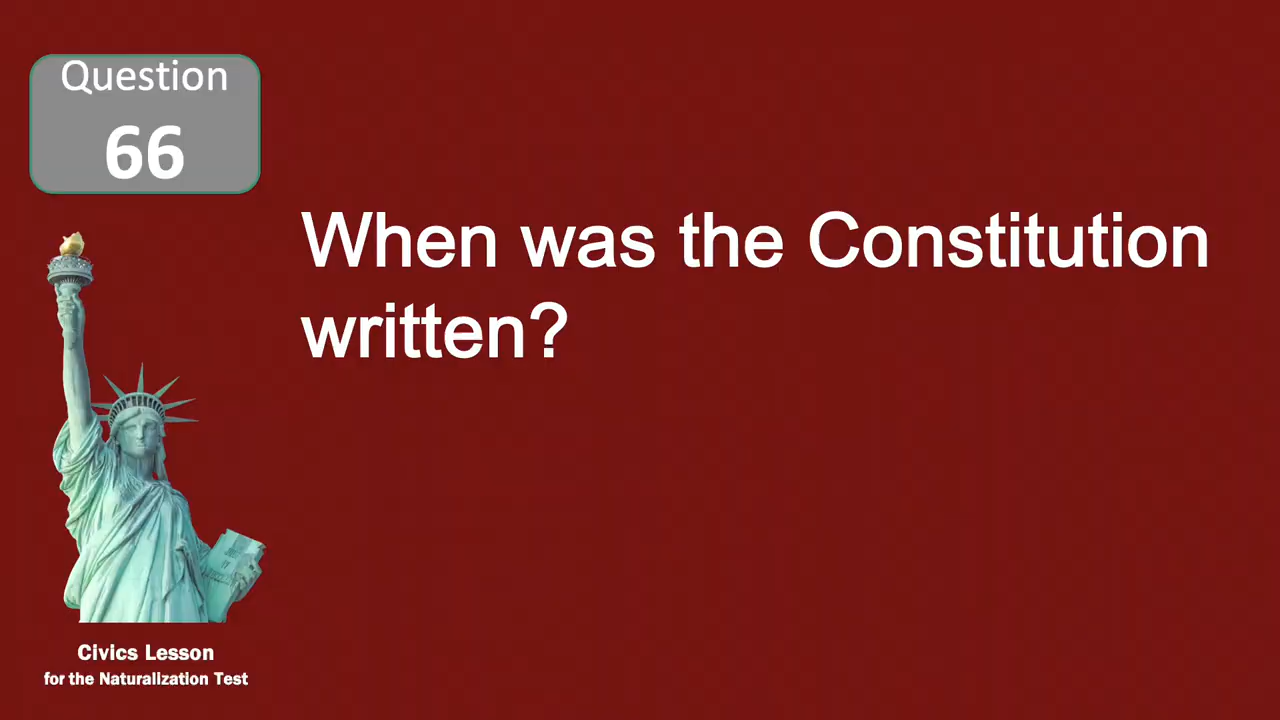 Question
66
When was the Constitution
written?
Civics Lesson
for the Naturalization Test